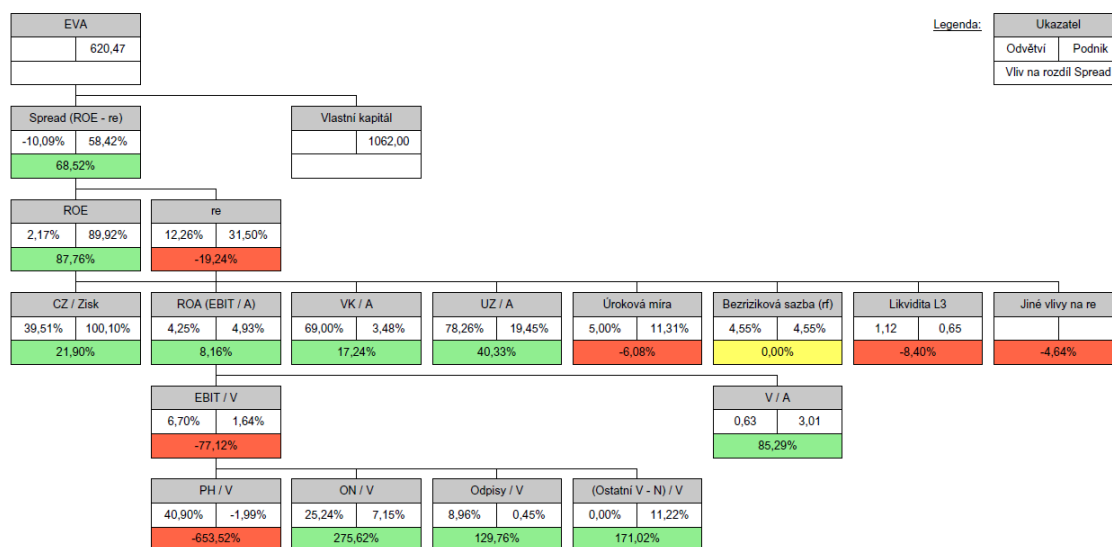 EVA
620,47
Legenda:
Ukazatel
Odvětví Podnik
Vliv na rozdíl Spread
Spread (ROE - re)
-10,09% 58,42%
68,52%
Vlastní kapitál
1062,00
ROE
2,17% 89,92%
87,76%
re
12,26% 31,50%
-19,24%
CZ / Zisk
39,51% 100,10%
21,90%
ROA (EBIT / A)
4,25% 4,93%
8,16%
VK / A
69,00% 3,48%
17,24%
UZ / A
78,26% 19,45%
40,33%
Úroková míra
5,00% 11,31%
-6,08%
Bezriziková sazba (rf)
4,55% 4,55%
0,00%
Likvidita L3
1,12 0,65
-8,40%
Jiné vlivy na re
-4,64%
EBIT / V
6,70% 1,64%
-77,12%
V / A
0,63 3,01
85,29%
PH / V
40,90% -1,99%
-653,52%
ON / V
25,24% 7,15%
275,62%
Odpisy / V
8,96% 0,45%
129,76%
(Ostatní V - N) / V
0,00% 11,22%
171,02%